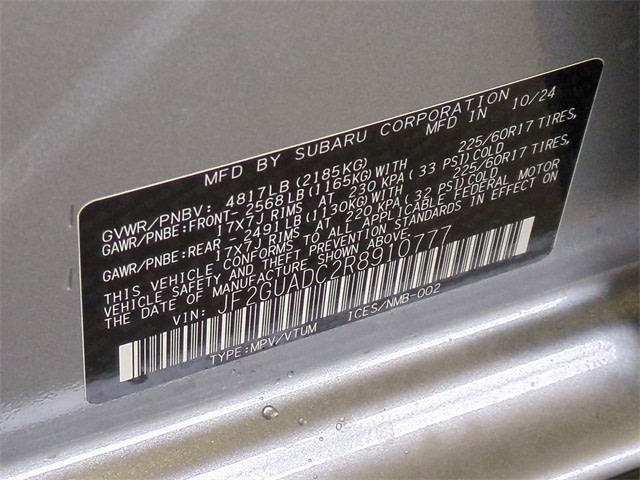 MFD BY SUBARU CORPORATION MFD IN 10/24
GVWR/PNBV: 4817LB (2185KG)
GAWR/PNBE:FRONT-2568LB(1165KG)WITH 225/60R17 TIRES,
17X7J RIMS AT 230 KPA (33 PSI)COLD
GAWR/PNBE:REAR -2491LB(1130KG)WITH 225/60R17 TIRES,
17X7J RIMS AT 220 KPA (32 PSI)COLD
THIS VEHICLE CONFORMS TO ALL APPLICABLE FEDERAL MOTOR
VEHICLE SAFETY AND THEFT PREVENTION STANDARDS IN EFFECT ON
THE DATE OF MANUFACTURE SHOWN ABOVE.
VIN: JF2GUADC2R8916777
TYPE:MPV/VTUM ICES/NMB-002